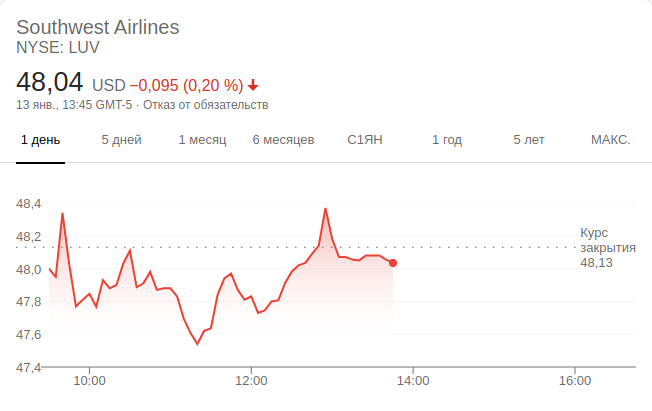 Southwest Airlines
NYSE: LUV
48,04 USD −0,095 (0,20 %)
13 янв., 13:45 GMT-5 · Отказ от обязательств
1 день 5 дней 1 месяц 6 месяцев С1ЯН 1 год 5 лет МАКС.
48,4
48,2
48,0
47,8
47,6
47,4
Курс
закрытия
48,13
10:00 12:00 14:00 16:00